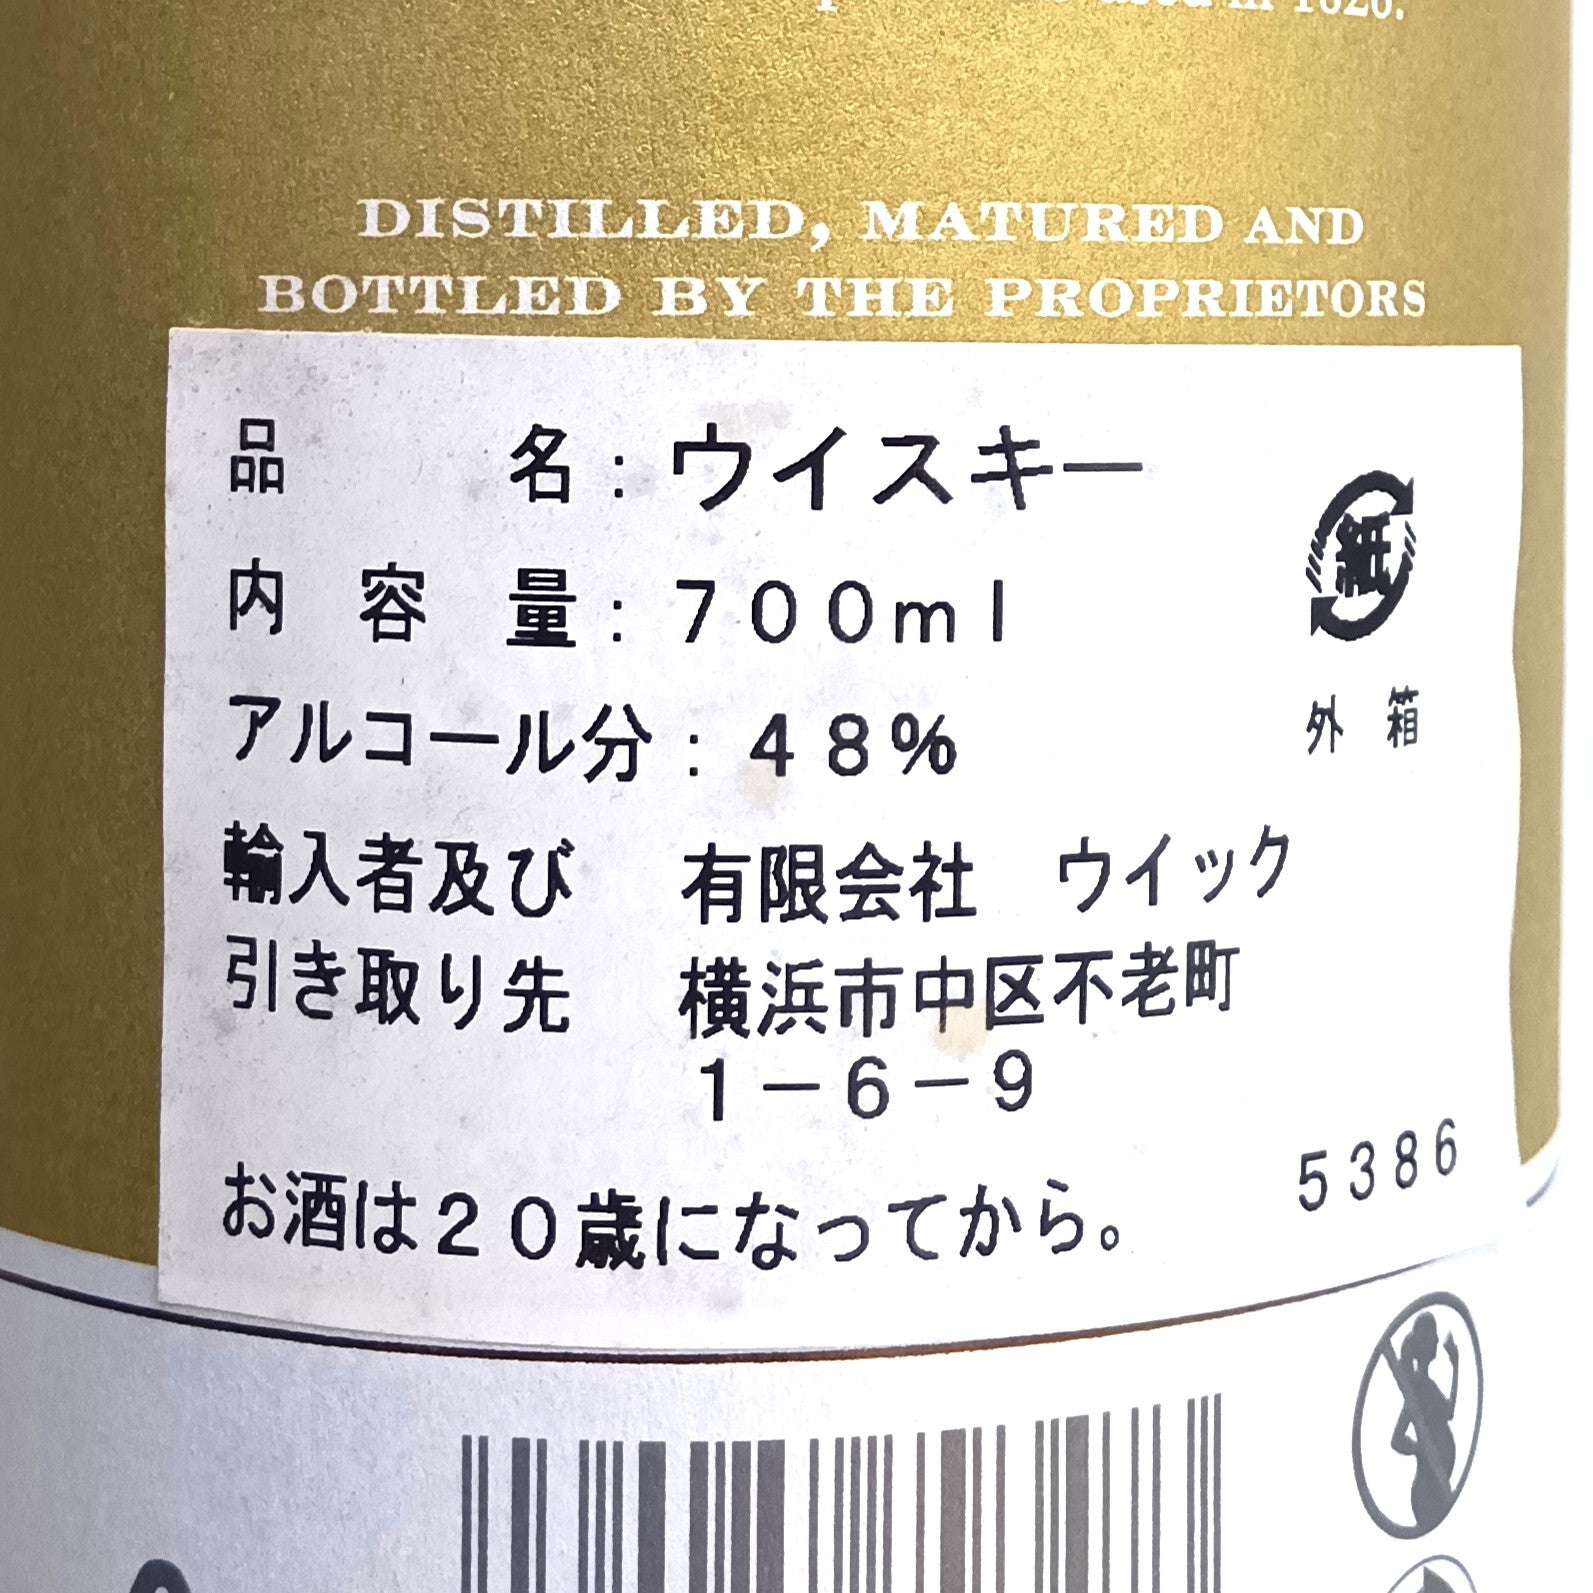 in 1820.
DISTILLED, MATURED AND
BOTTLED BY THE PROPRIETORS
品 名：ウイスキー
内 容 量：７００ｍｌ
アルコール分：４８％
紙
外 箱
輸入者及び 有限会社 ウイック
引き取り先 横浜市中区不老町
１－６－９
お酒は２０歳になってから。
5386